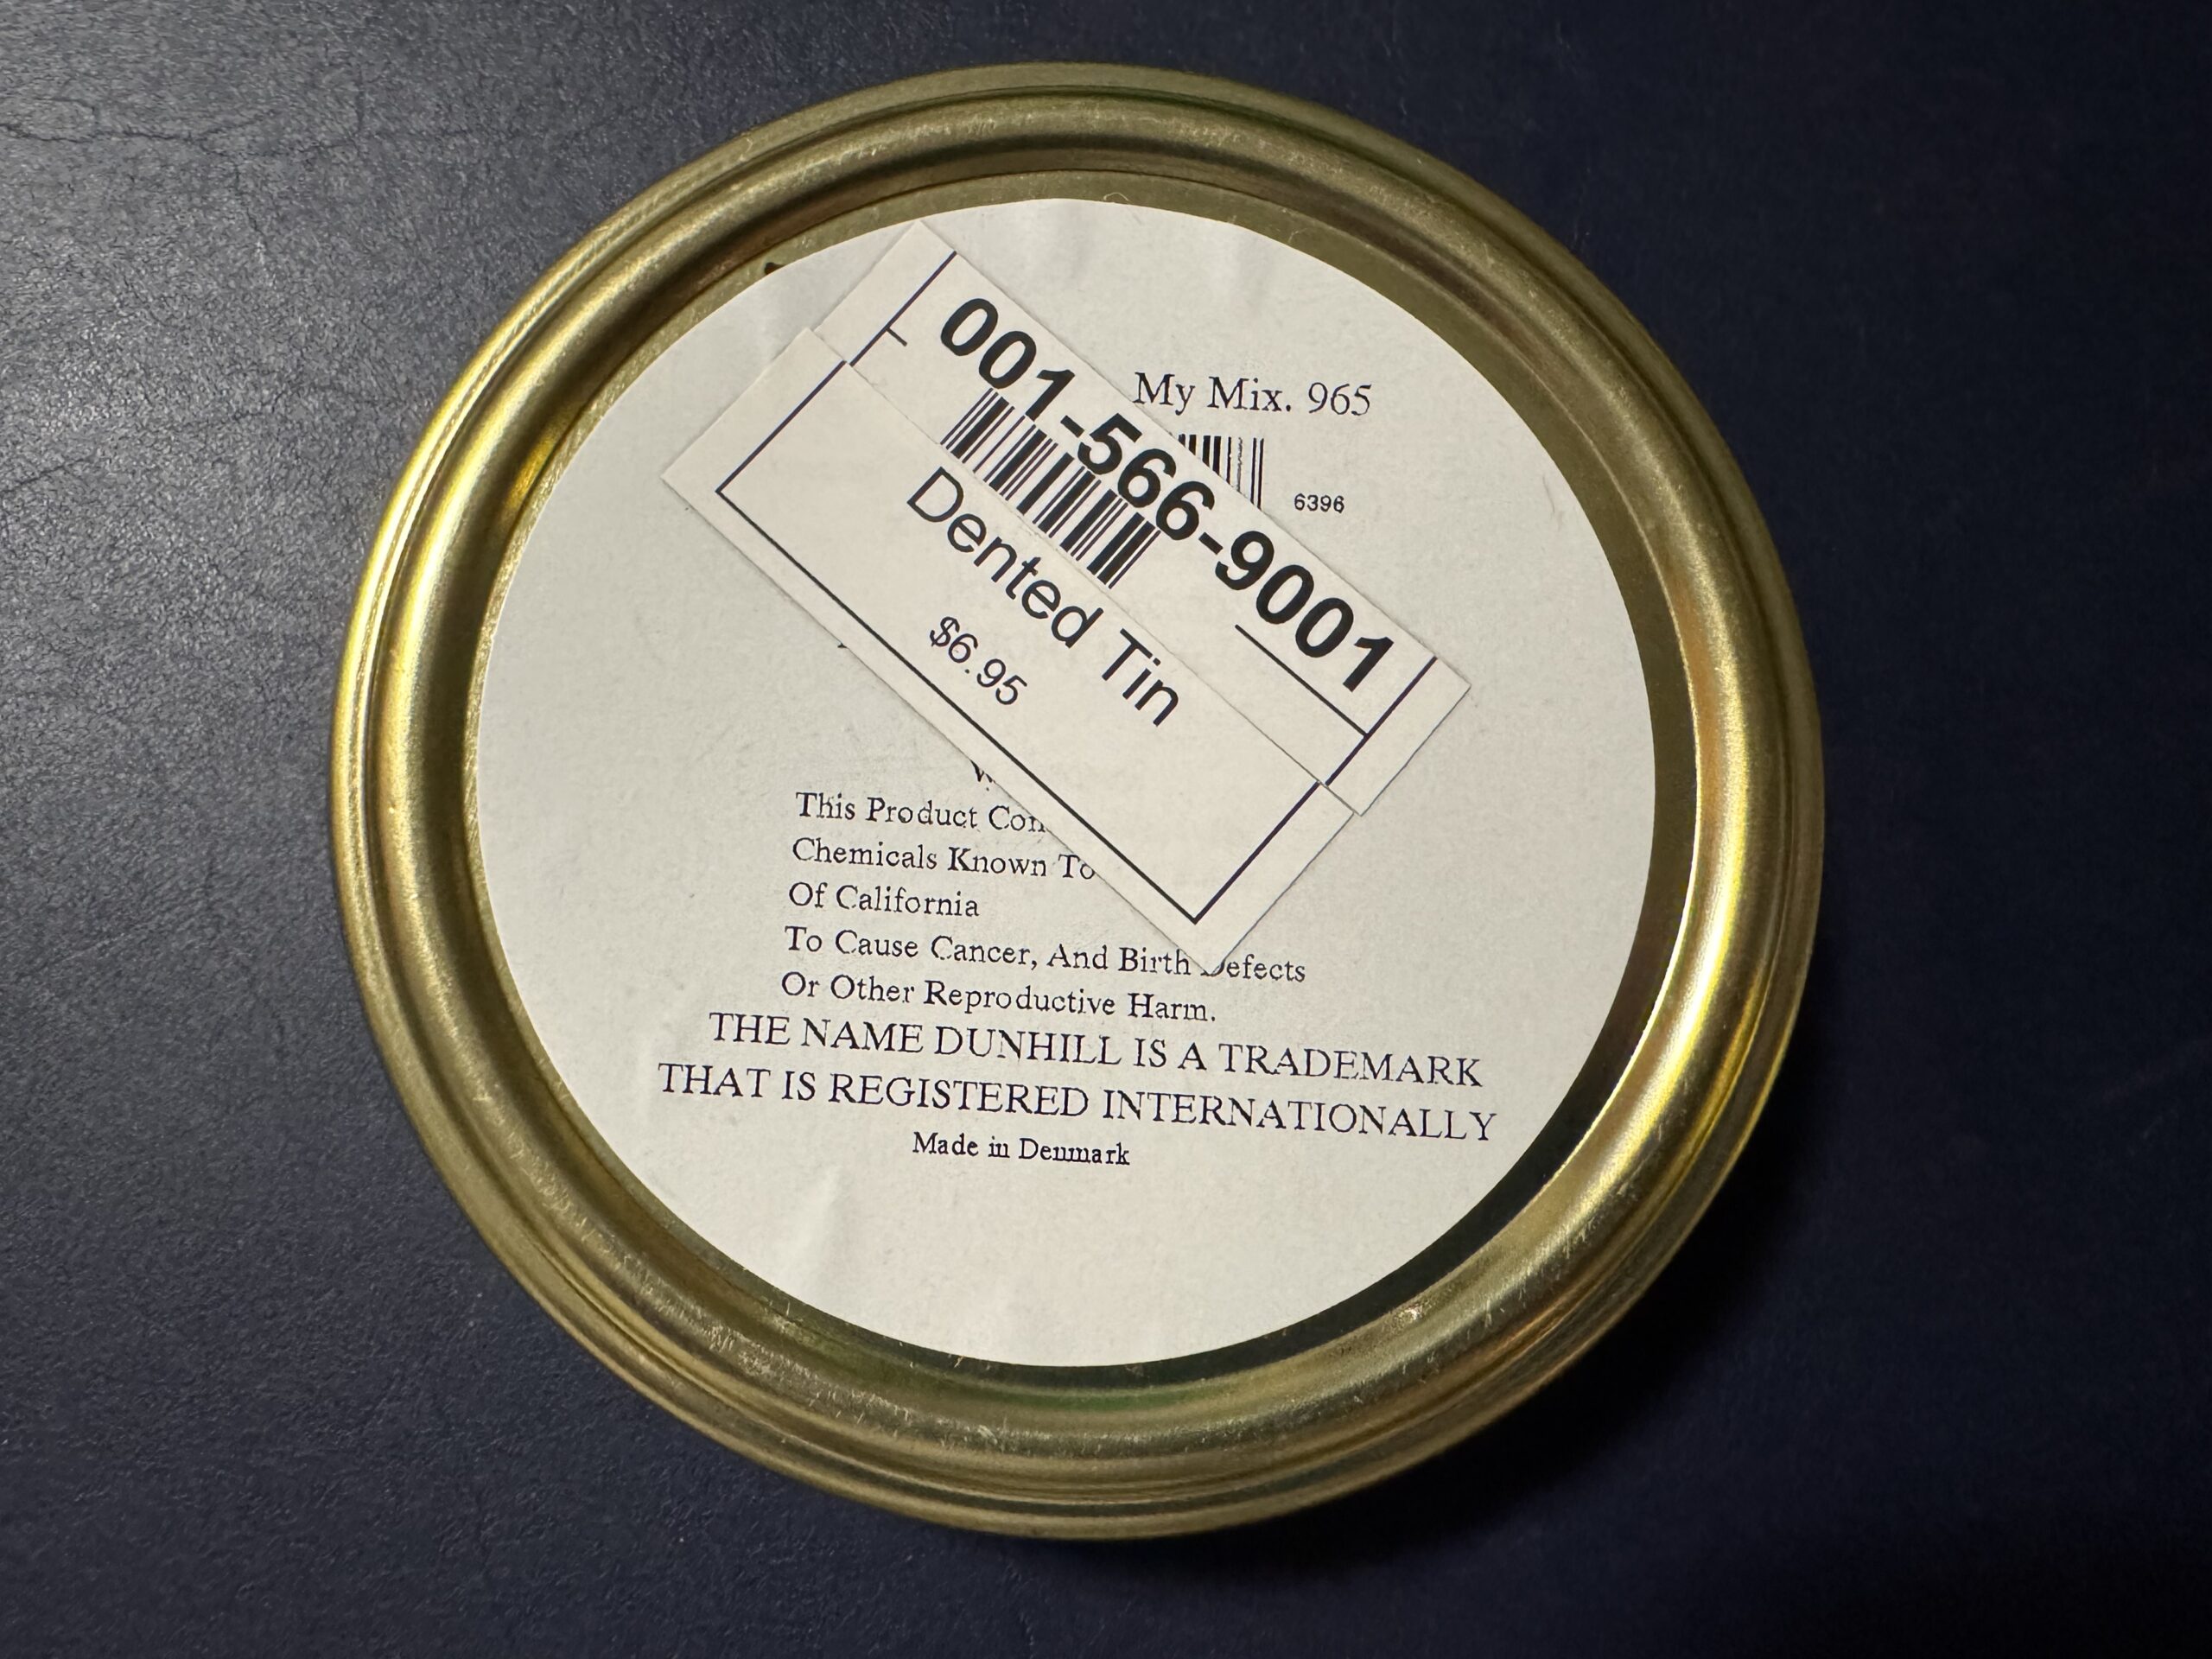 My Mix. 965
6396
001-566-9001
Dented Tin
$6.95
This Product
Chemicals Known To
Of California
To Cause Cancer, And Birth Defects
Or Other Reproductive Harm.
THE NAME DUNHILL IS A TRADEMARK
THAT IS REGISTERED INTERNATIONALLY
Made in Denmark